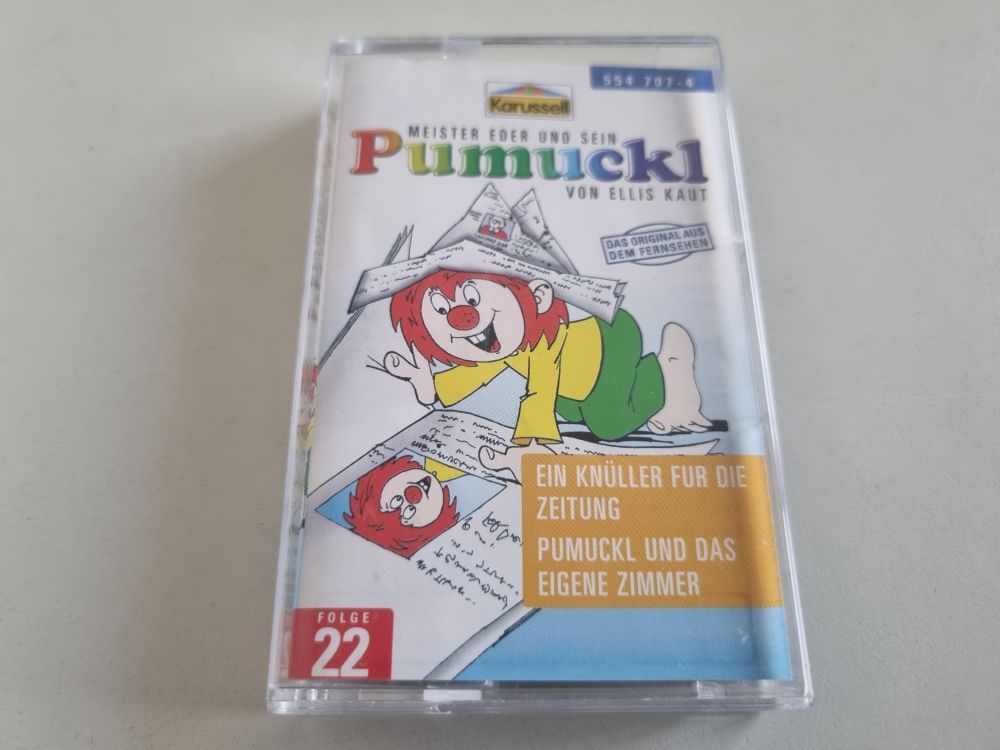 554 707-4
Karussell
MEISTER EDER UND SEIN
Pumuckl
VON ELLIS KAUT
DAS ORIGINAL AUS
DEM FERNSEHEN
EIN KNÜLLER FUR DIE
ZEITUNG
PUMUCKL UND DAS
EIGENE ZIMMER
FOLGE
22